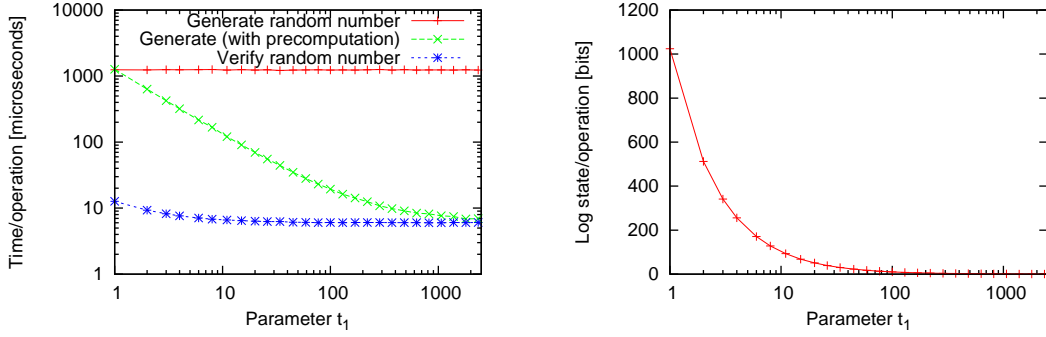 Generate random number
Generate (with precomputation)
Verify random number
Time/operation [microseconds]
10000
1000
100
10
1
1 10 100 1000
Parameter t1
Log state/operation [bits]
1200
1000
800
600
400
200
0
1 10 100 1000
Parameter t1